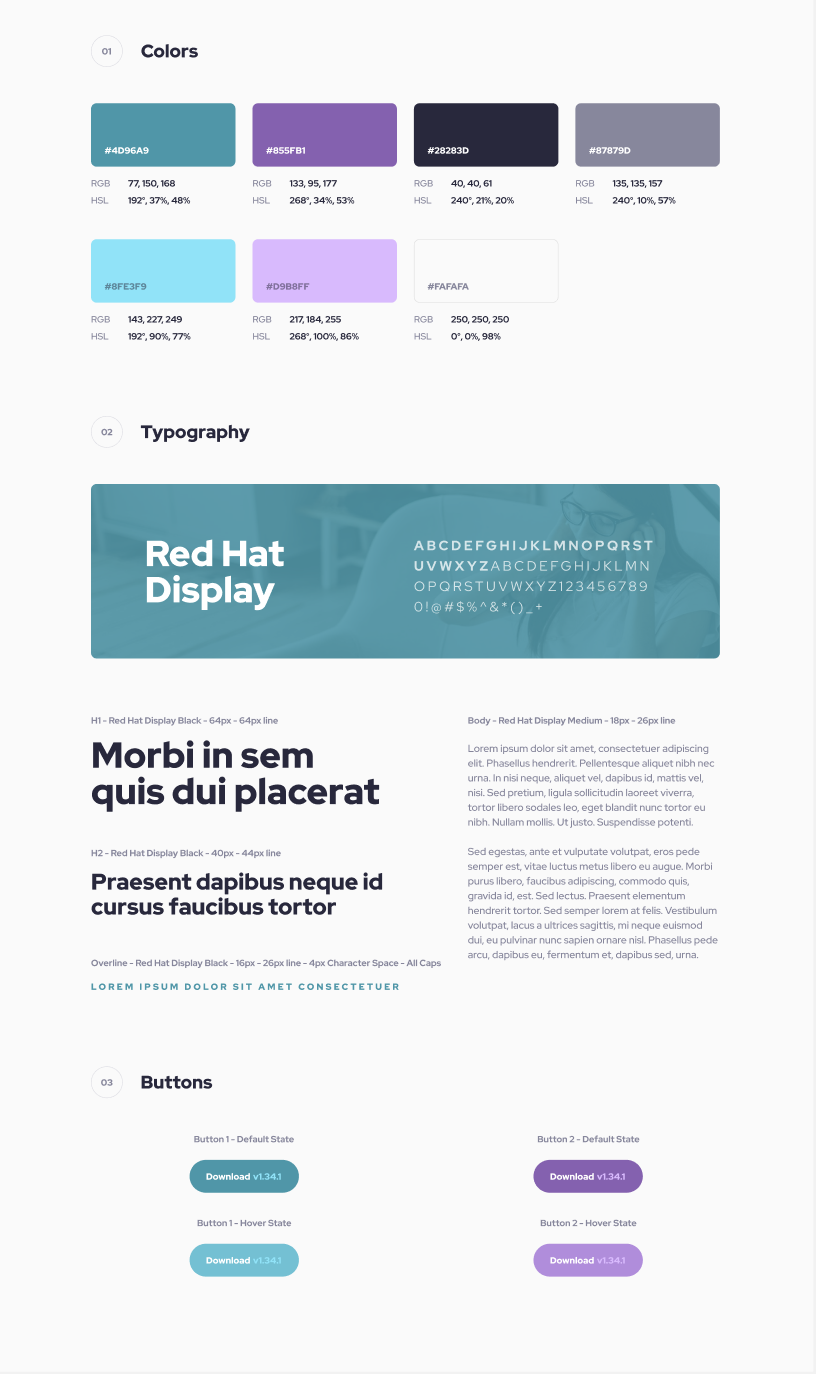 01
Colors
#4D96A9
#855FB1
#28283D
#87879D
RGB 77, 150, 168
HSL 192°, 37%, 48%
RGB 133, 95, 177
HSL 268°, 34%, 53%
RGB 40, 40, 61
HSL 240°, 21%, 20%
RGB 135, 135, 157
HSL 240°, 10%, 57%
#8FE3F9
#D9B8FF
#FAFAFA
RGB 143, 227, 249
HSL 192°, 90%, 77%
RGB 217, 184, 255
HSL 268°, 100%, 86%
RGB 250, 250, 250
HSL 0°, 0%, 98%
02
Typography
Red Hat
Display
ABCDEFGHIJKLMNOPQRST
UVWXYZABCDEFGHIJKLMN
OPQRSTUVWXYZ123456789
0!@#$%^&*()_+
H1 - Red Hat Display Black - 64px - 64px line
Morbi in sem
quis dui placerat
H2 - Red Hat Display Black - 40px - 44px line
Praesent dapibus neque id
cursus faucibus tortor
Overline - Red Hat Display Black - 16px - 26px line - 4px Character Space - All Caps
LOREM IPSUM DOLOR SIT AMET CONSECTETUER
Body - Red Hat Display Medium - 18px - 26px line
Lorem ipsum dolor sit amet, consectetuer adipiscing
elit. Phasellus hendrerit. Pellentesque aliquet nibh nec
urna. In nisi neque, aliquet vel, dapibus id, mattis vel,
nisi. Sed pretium, ligula sollicitudin laoreet viverra,
tortor libero sodales leo, eget blandit nunc tortor eu
nibh. Nullam mollis. Ut justo. Suspendisse potenti.
Sed egestas, ante et vulputate volutpat, eros pede
semper est, vitae luctus metus libero eu augue. Morbi
purus libero, faucibus adipiscing, commodo quis,
gravida id, est. Sed lectus. Praesent elementum
hendrerit tortor. Sed semper lorem at felis. Vestibulum
volutpat, lacus a ultrices sagittis, mi neque euismod
dui, eu pulvinar nunc sapien ornare nisl. Phasellus pede
arcu, dapibus eu, fermentum et, dapibus sed, urna.
03
Buttons
Button 1 - Default State
Download v1.34.1
Button 2 - Default State
Download v1.34.1
Button 1 - Hover State
Download v1.34.1
Button 2 - Hover State
Download v1.34.1